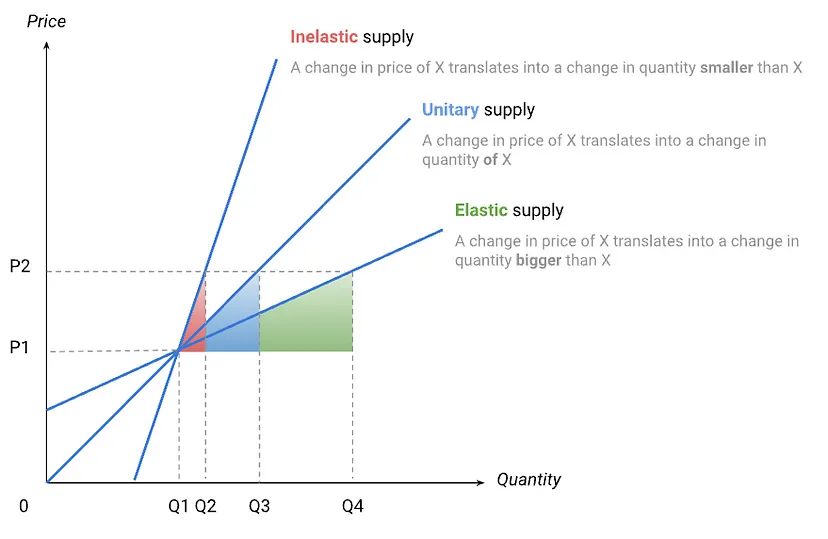 Price
Inelastic supply
A change in price of X translates into a change in quantity smaller than X
Unitary supply
A change in price of X translates into a change in
quantity of X
Elastic supply
A change in price of X translates into a change in
quantity bigger than X
P2
P1
Quantity
0
Q1 Q2 Q3 Q4